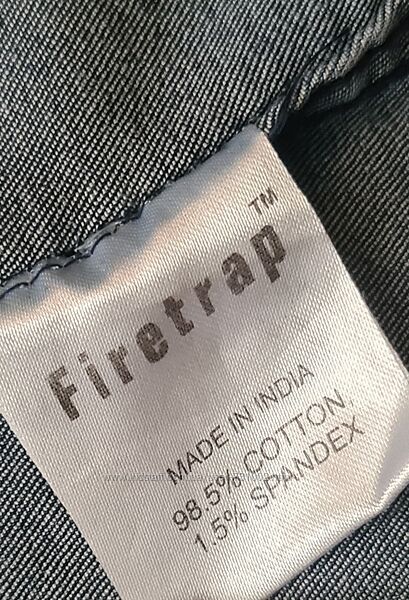 Firetrap™
MADE IN INDIA
98.5% COTTON
1.5% SPANDEX